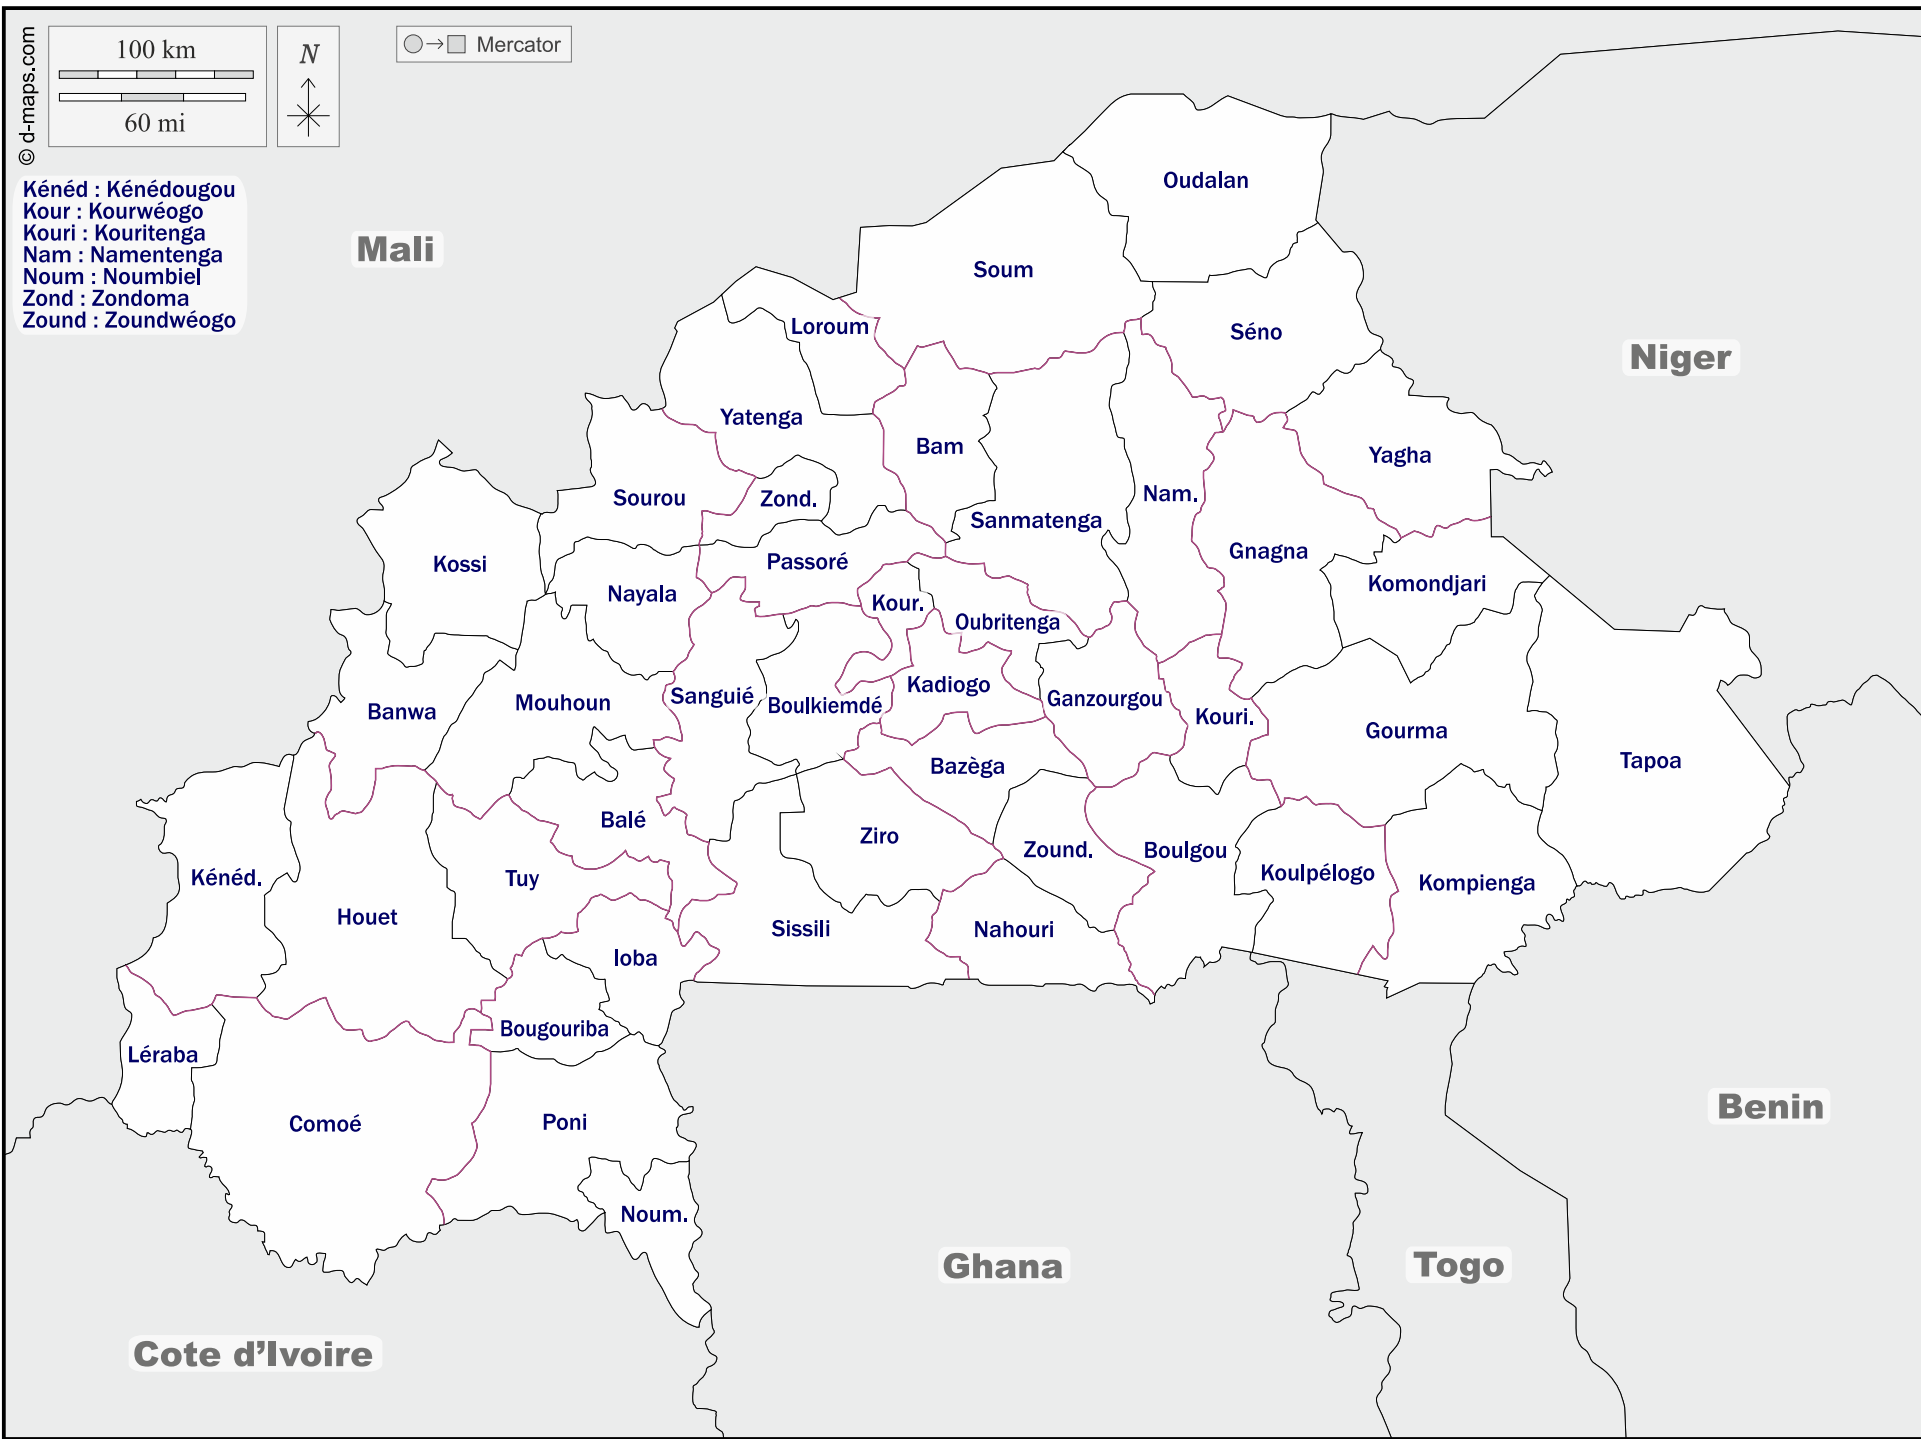 © d-maps.com
100 km
60 mi
N
Mercator
Kénéd : Kénédougou
Kour : Kourwéogo
Kouri : Kouritenga
Nam : Namentenga
Noum : Noumbiel
Zond : Zondoma
Zound : Zoundwéogo
Mali
Oudalan
Soum
Loroum
Séno
Niger
Yatenga
Bam
Yagha
Sourou
Zond.
Nam.
Sanmatenga
Kossi
Passoré
Gnagna
Nayala
Kour.
Komondjari
Oubritenga
Banwa
Mouhoun
Sanguié
Boulkiemdé
Kadiogo
Ganzourgou
Kouri.
Gourma
Bazèga
Tapoa
Balé
Ziro
Zound.
Boulgou
Kénéd.
Tuy
Koulpélogo
Kompienga
Houet
Sissili
Nahouri
Ioba
Bougouriba
Léraba
Comoé
Poni
Benin
Noum.
Ghana
Togo
Cote d'Ivoire